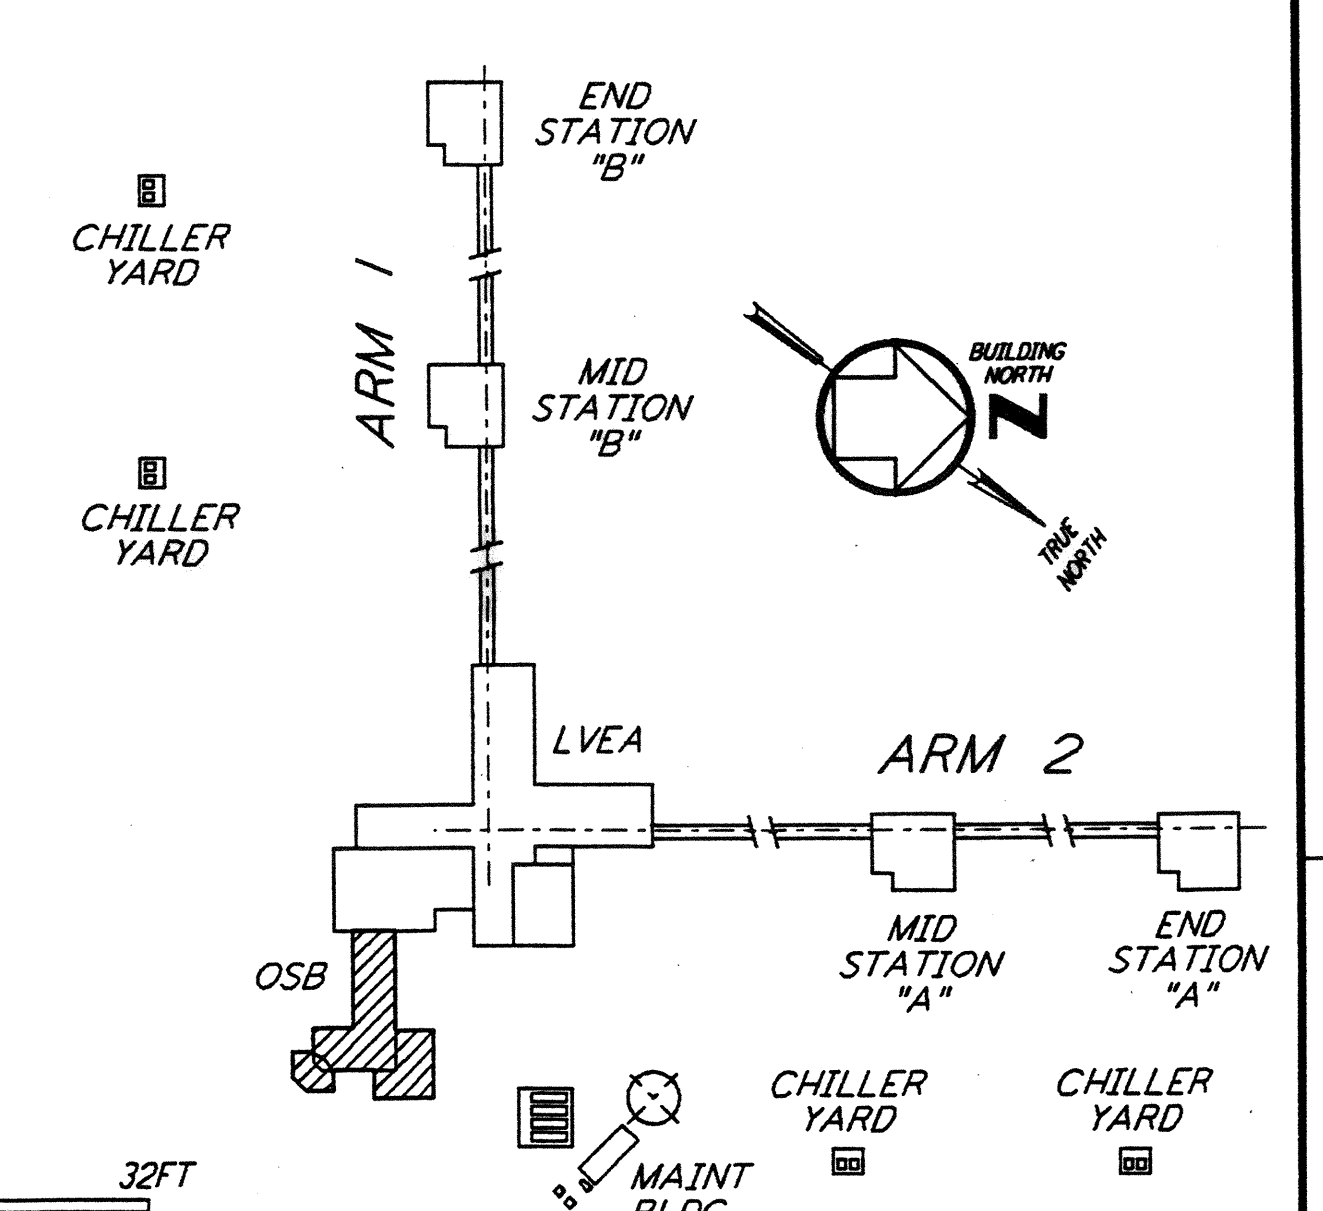 END
STATION
"B"
CHILLER
YARD
ARM 1
BUILDING
NORTH
MID
STATION
"B"
N
CHILLER
YARD
TRUE
NORTH
LVEA
ARM 2
MID
STATION
"A"
END
STATION
"A"
OSB
CHILLER
YARD
CHILLER
YARD
32FT
MAINT
BLDG